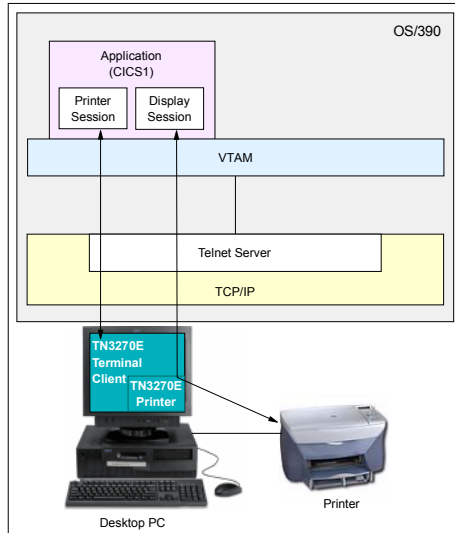 OS/390
Application
(CICS1)
Printer
Session
Display
Session
VTAM
Telnet Server
TCP/IP
TN3270E
Terminal
Client
TN3270E
Printer
Printer
Desktop PC